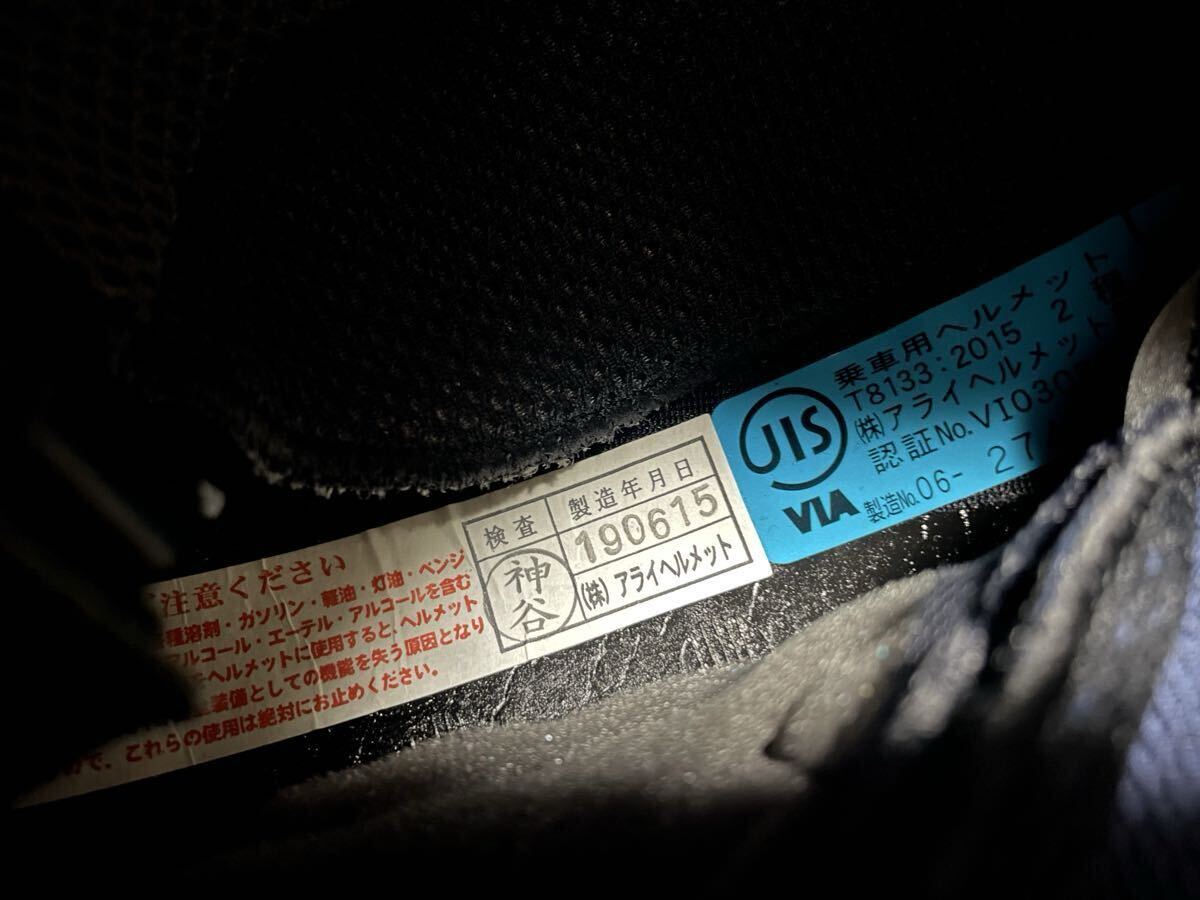 注意ください
種溶剤・ガソリン・軽油・灯油・ベンジ
アルコール・エーテル・アルコールを含む
ヘルメットに使用すると、ヘルメット
装備としての機能を失う原因となり
で、これらの使用は絶対にお止めください。
検査
神谷
製造年月日
190615
㈱アライヘルメット
JIS
VIA
乗車用ヘルメット
T8133:2015 2種
㈱アライヘルメット
認証No.VI030
製造No.06- 27